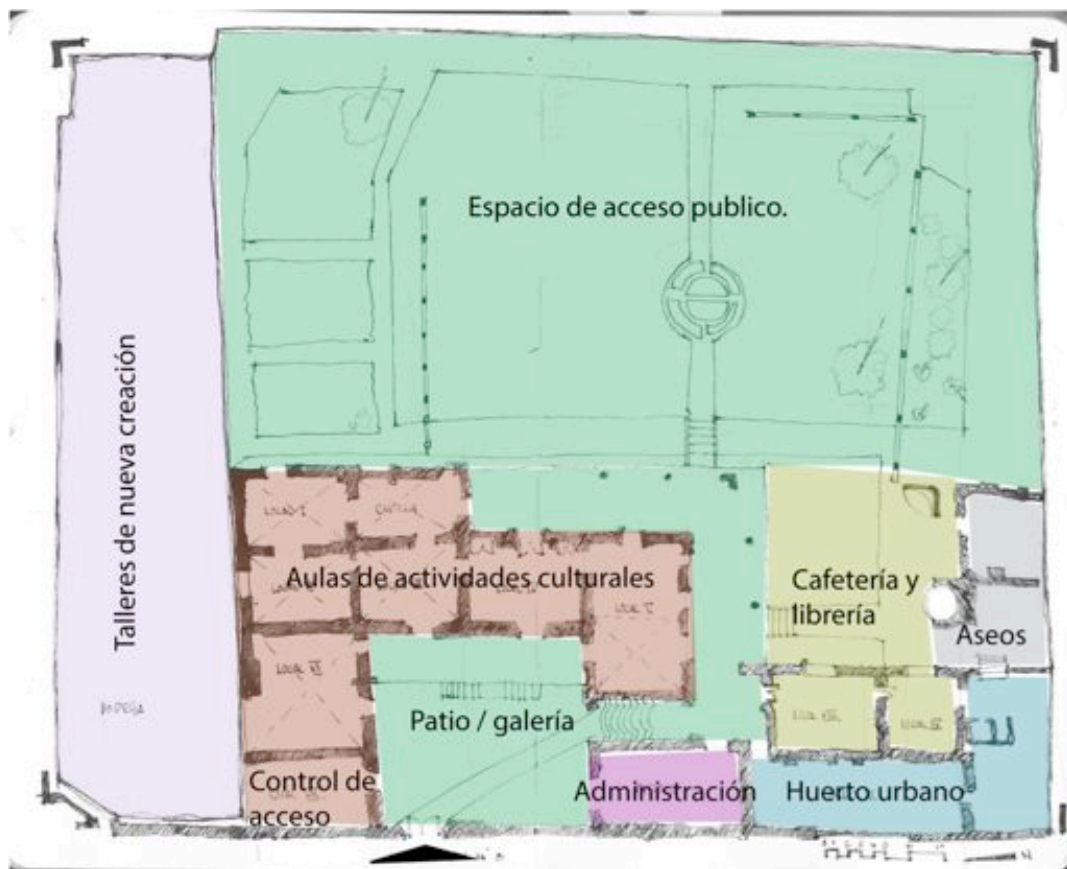 Espacio de acceso publico.
Talleres de nueva creación
Aulas de actividades culturales
Cafetería y
librería
Aseos
Patio / galería
BODEGA
Control de
acceso
Administración
Huerto urbano
N